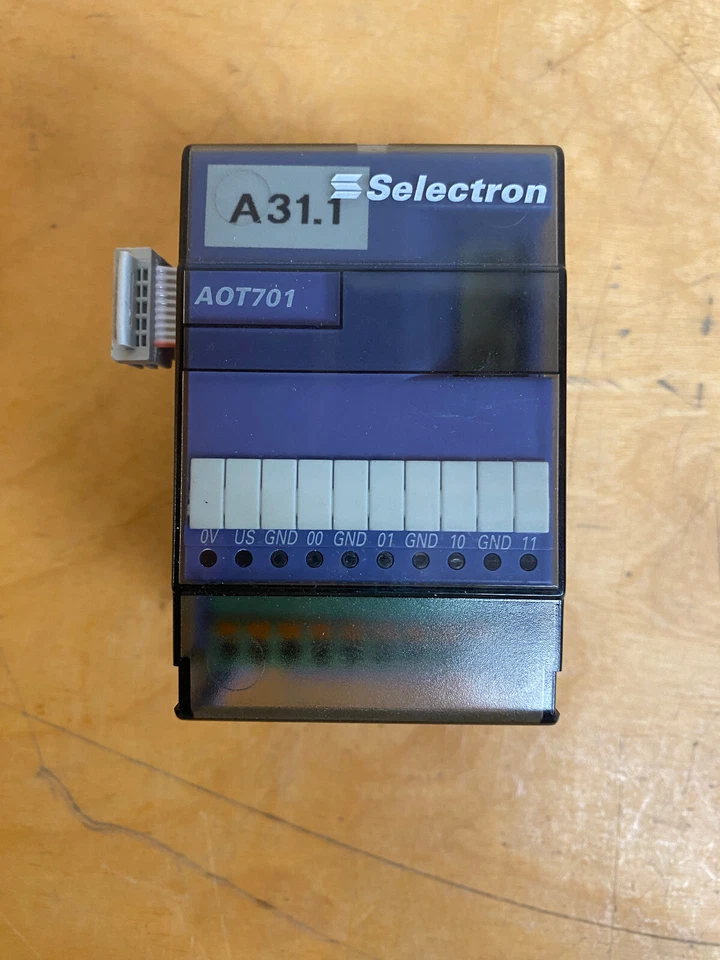 A31.1
Selectron
AOT701
0V US GND 00 GND 01 GND 10 GND 11